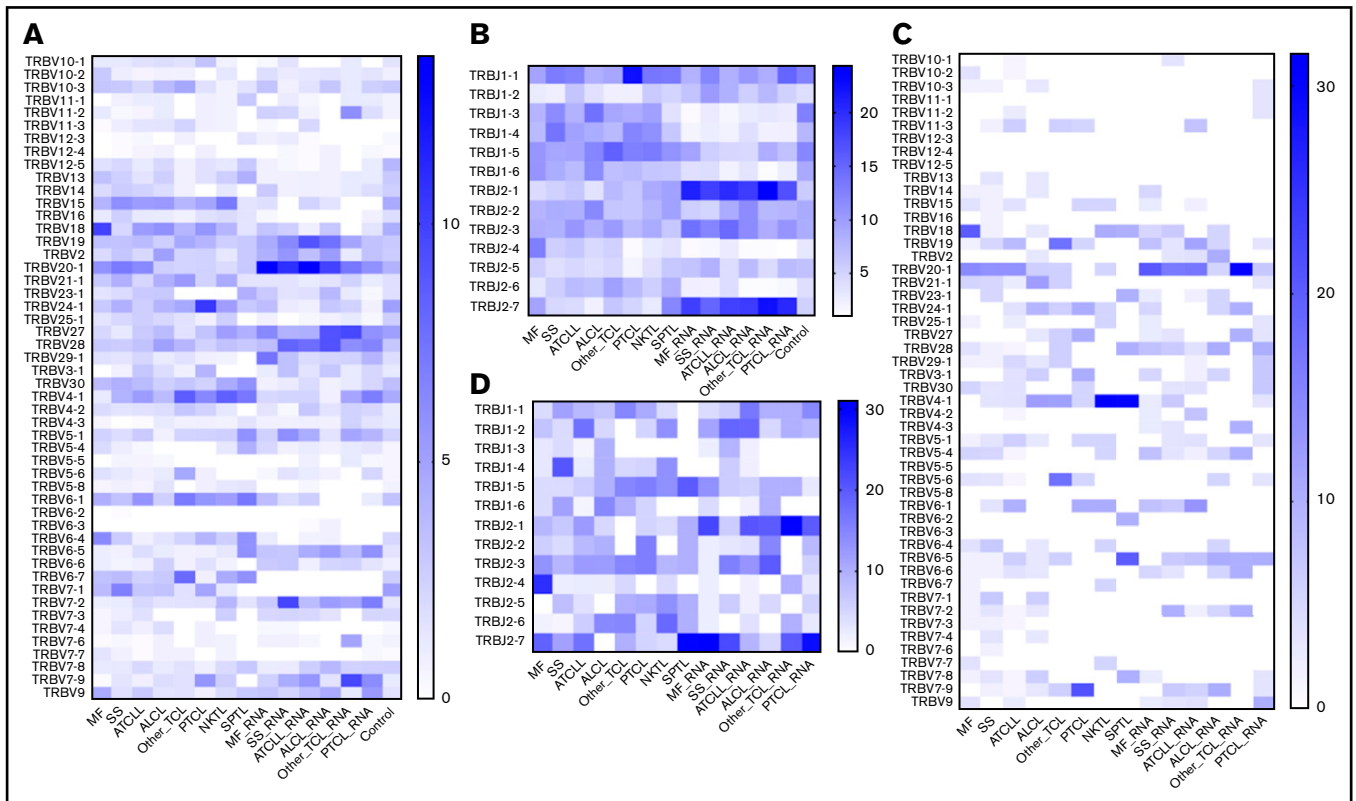 A
TRBV10-1
TRBV10-2
TRBV10-3
TRBV11-1
TRBV11-2
TRBV11-3
TRBV12-3
TRBV12-4
TRBV12-5
TRBV13
TRBV14
TRBV15
TRBV16
TRBV18
TRBV19
TRBV2
TRBV20-1
TRBV21-1
TRBV23-1
TRBV24-1
TRBV25-1
TRBV27
TRBV28
TRBV29-1
TRBV3-1
TRBV30
TRBV4-1
TRBV4-2
TRBV4-3
TRBV5-1
TRBV5-4
TRBV5-5
TRBV5-6
TRBV5-8
TRBV6-1
TRBV6-2
TRBV6-3
TRBV6-4
TRBV6-5
TRBV6-6
TRBV6-7
TRBV7-1
TRBV7-2
TRBV7-3
TRBV7-4
TRBV7-6
TRBV7-7
TRBV7-8
TRBV7-9
TRBV9
MF
SS
ATCLL
ALCL
Other_TCL
PTCL
NKTL
SPTL
MF_RNA
SS_RNA
ATCLL_RNA
ALCL_RNA
Other_TCL_RNA
PTCL_RNA
Control
10
5
0
B
TRBJ1-1
TRBJ1-2
TRBJ1-3
TRBJ1-4
TRBJ1-5
TRBJ1-6
TRBJ2-1
TRBJ2-2
TRBJ2-3
TRBJ2-4
TRBJ2-5
TRBJ2-6
TRBJ2-7
MF
SS
ATCLL
ALCL
Other_TCL
PTCL
NKTL
SPTL
MF_RNA
SS_RNA
ATCLL_RNA
ALCL_RNA
Other_TCL_RNA
PTCL_RNA
Control
20
15
10
5
D
TRBJ1-1
TRBJ1-2
TRBJ1-3
TRBJ1-4
TRBJ1-5
TRBJ1-6
TRBJ2-1
TRBJ2-2
TRBJ2-3
TRBJ2-4
TRBJ2-5
TRBJ2-6
TRBJ2-7
MF
SS
ATCLL
ALCL
Other_TCL
PTCL
NKTL
SPTL
MF_RNA
SS_RNA
ATCLL_RNA
ALCL_RNA
Other_TCL_RNA
PTCL_RNA
30
20
10
0
C
TRBV10-1
TRBV10-2
TRBV10-3
TRBV11-1
TRBV11-2
TRBV11-3
TRBV12-3
TRBV12-4
TRBV12-5
TRBV13
TRBV14
TRBV15
TRBV16
TRBV18
TRBV19
TRBV2
TRBV20-1
TRBV21-1
TRBV23-1
TRBV24-1
TRBV25-1
TRBV27
TRBV28
TRBV29-1
TRBV3-1
TRBV30
TRBV4-1
TRBV4-2
TRBV4-3
TRBV5-1
TRBV5-4
TRBV5-5
TRBV5-6
TRBV5-8
TRBV6-1
TRBV6-2
TRBV6-3
TRBV6-4
TRBV6-5
TRBV6-6
TRBV6-7
TRBV7-1
TRBV7-2
TRBV7-3
TRBV7-4
TRBV7-6
TRBV7-7
TRBV7-8
TRBV7-9
TRBV9
MF
SS
ATCLL
ALCL
Other_TCL
PTCL
NKTL
SPTL
MF_RNA
SS_RNA
ATCLL_RNA
ALCL_RNA
Other_TCL_RNA
PTCL_RNA
30
20
10
0